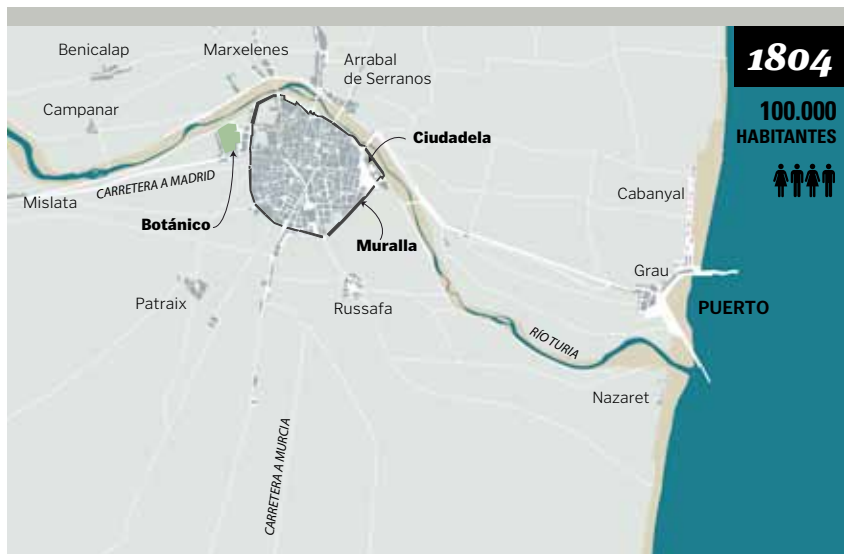 Benicalap
Marxelenes
Arrabal
de Serranos
1804
100.000
HABITANTES
Campanar
Ciudadela
CARRETERA A MADRID
Mislata
Cabanyal
Botánico
Muralla
Grau
Patraix
Russafa
PUERTO
RÍO TURIA
Nazaret
CARRETERA A MURCIA